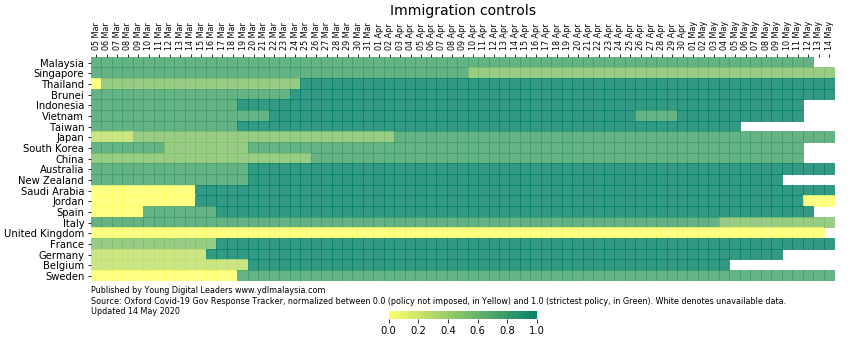 Immigration controls
05 Mar 06 Mar 07 Mar 08 Mar 09 Mar 10 Mar 11 Mar 12 Mar 13 Mar 14 Mar 15 Mar 16 Mar 17 Mar 18 Mar 19 Mar 20 Mar 21 Mar 22 Mar 23 Mar 24 Mar 25 Mar 26 Mar 27 Mar 28 Mar 29 Mar 30 Mar 31 Mar 01 Apr 02 Apr 03 Apr 04 Apr 05 Apr 06 Apr 07 Apr 08 Apr 09 Apr 10 Apr 11 Apr 12 Apr 13 Apr 14 Apr 15 Apr 16 Apr 17 Apr 18 Apr 19 Apr 20 Apr 21 Apr 22 Apr 23 Apr 24 Apr 25 Apr 26 Apr 27 Apr 28 Apr 29 Apr 30 Apr 01 May 02 May 03 May 04 May 05 May 06 May 07 May 08 May 09 May 10 May 11 May 12 May 13 May 14 May
Malaysia
Singapore
Thailand
Brunei
Indonesia
Vietnam
Taiwan
Japan
South Korea
China
Australia
New Zealand
Saudi Arabia
Jordan
Spain
Italy
United Kingdom
France
Germany
Belgium
Sweden
Published by Young Digital Leaders www.ydlmalaysia.com
Source: Oxford Covid-19 Gov Response Tracker, normalized between 0.0 (policy not imposed, in Yellow) and 1.0 (strictest policy, in Green). White denotes unavailable data.
Updated 14 May 2020
0.0 0.2 0.4 0.6 0.8 1.0